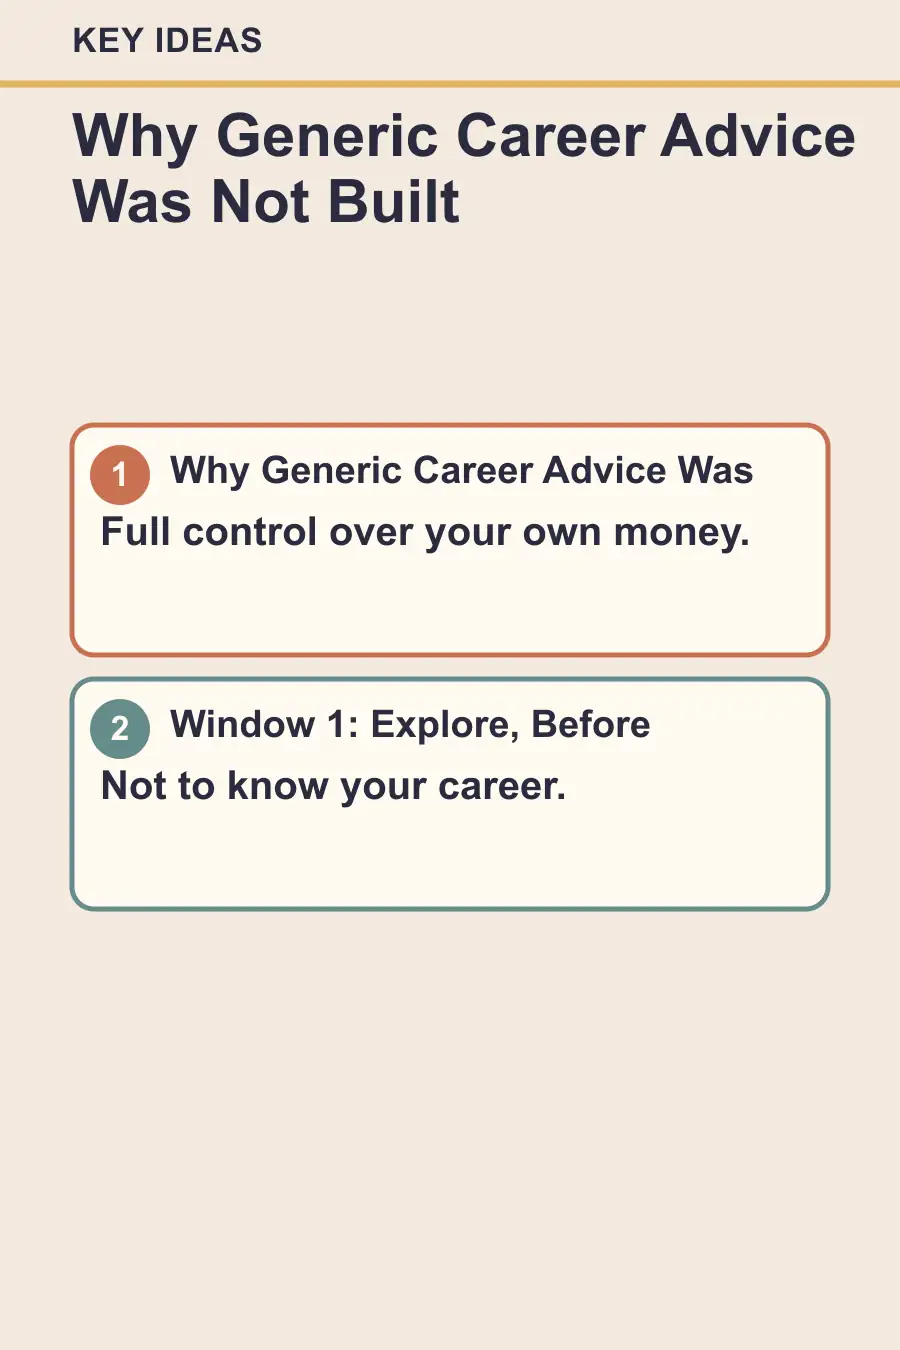 KEY IDEAS
Why Generic Career Advice
Was Not Built
1 Why Generic Career Advice Was
Full control over your own money.
2 Window 1: Explore, Before
Not to know your career.